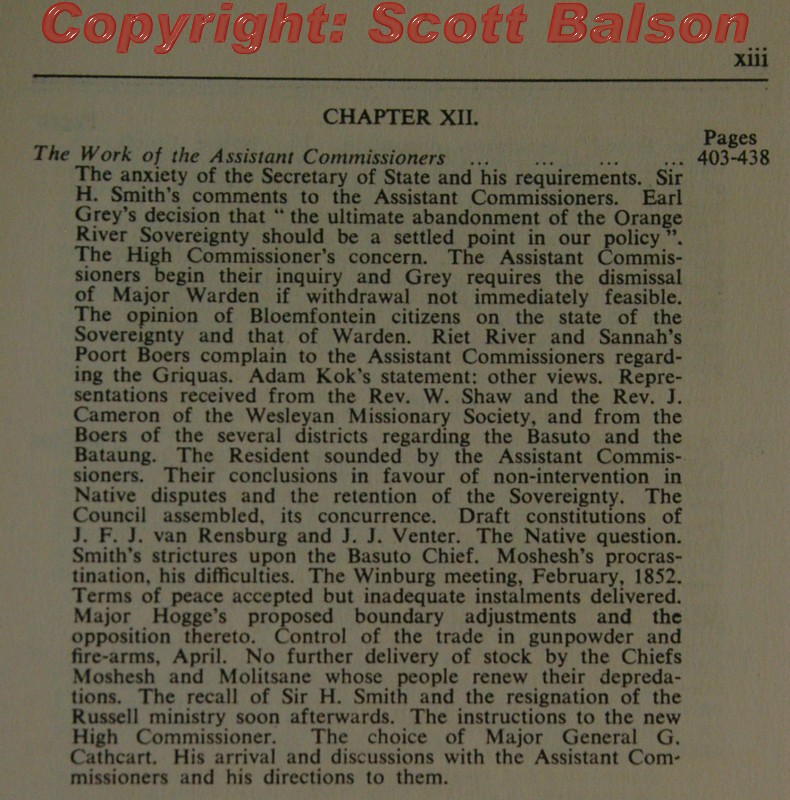 Copyright: Scott Balson
xiii
CHAPTER XII.
Pages
The Work of the Assistant Commissioners ... ... ... ... 403-438
The anxiety of the Secretary of State and his requirements. Sir
H. Smith's comments to the Assistant Commissioners. Earl
Grey's decision that “ the ultimate abandonment of the Orange
River Sovereignty should be a settled point in our policy ”.
The High Commissioner's concern. The Assistant Commis-
sioners begin their inquiry and Grey requires the dismissal
of Major Warden if withdrawal not immediately feasible.
The opinion of Bloemfontein citizens on the state of the
Sovereignty and that of Warden. Riet River and Sannah's
Poort Boers complain to the Assistant Commissioners regard-
ing the Griquas. Adam Kok's statement: other views. Repre-
sentations received from the Rev. W. Shaw and the Rev. J.
Cameron of the Wesleyan Missionary Society, and from the
Boers of the several districts regarding the Basuto and the
Bataung. The Resident sounded by the Assistant Commis-
sioners. Their conclusions in favour of non-intervention in
Native disputes and the retention of the Sovereignty. The
Council assembled, its concurrence. Draft constitutions of
J. F. J. van Rensburg and J. J. Venter. The Native question.
Smith's strictures upon the Basuto Chief. Moshesh's procras-
tination, his difficulties. The Winburg meeting, February, 1852.
Terms of peace accepted but inadequate instalments delivered.
Major Hogge's proposed boundary adjustments and the
opposition thereto. Control of the trade in gunpowder and
fire-arms, April. No further delivery of stock by the Chiefs
Moshesh and Molitsane whose people renew their depreda-
tions. The recall of Sir H. Smith and the resignation of the
Russell ministry soon afterwards. The instructions to the new
High Commissioner. The choice of Major General G.
Cathcart. His arrival and discussions with the Assistant Com-
missioners and his directions to them.